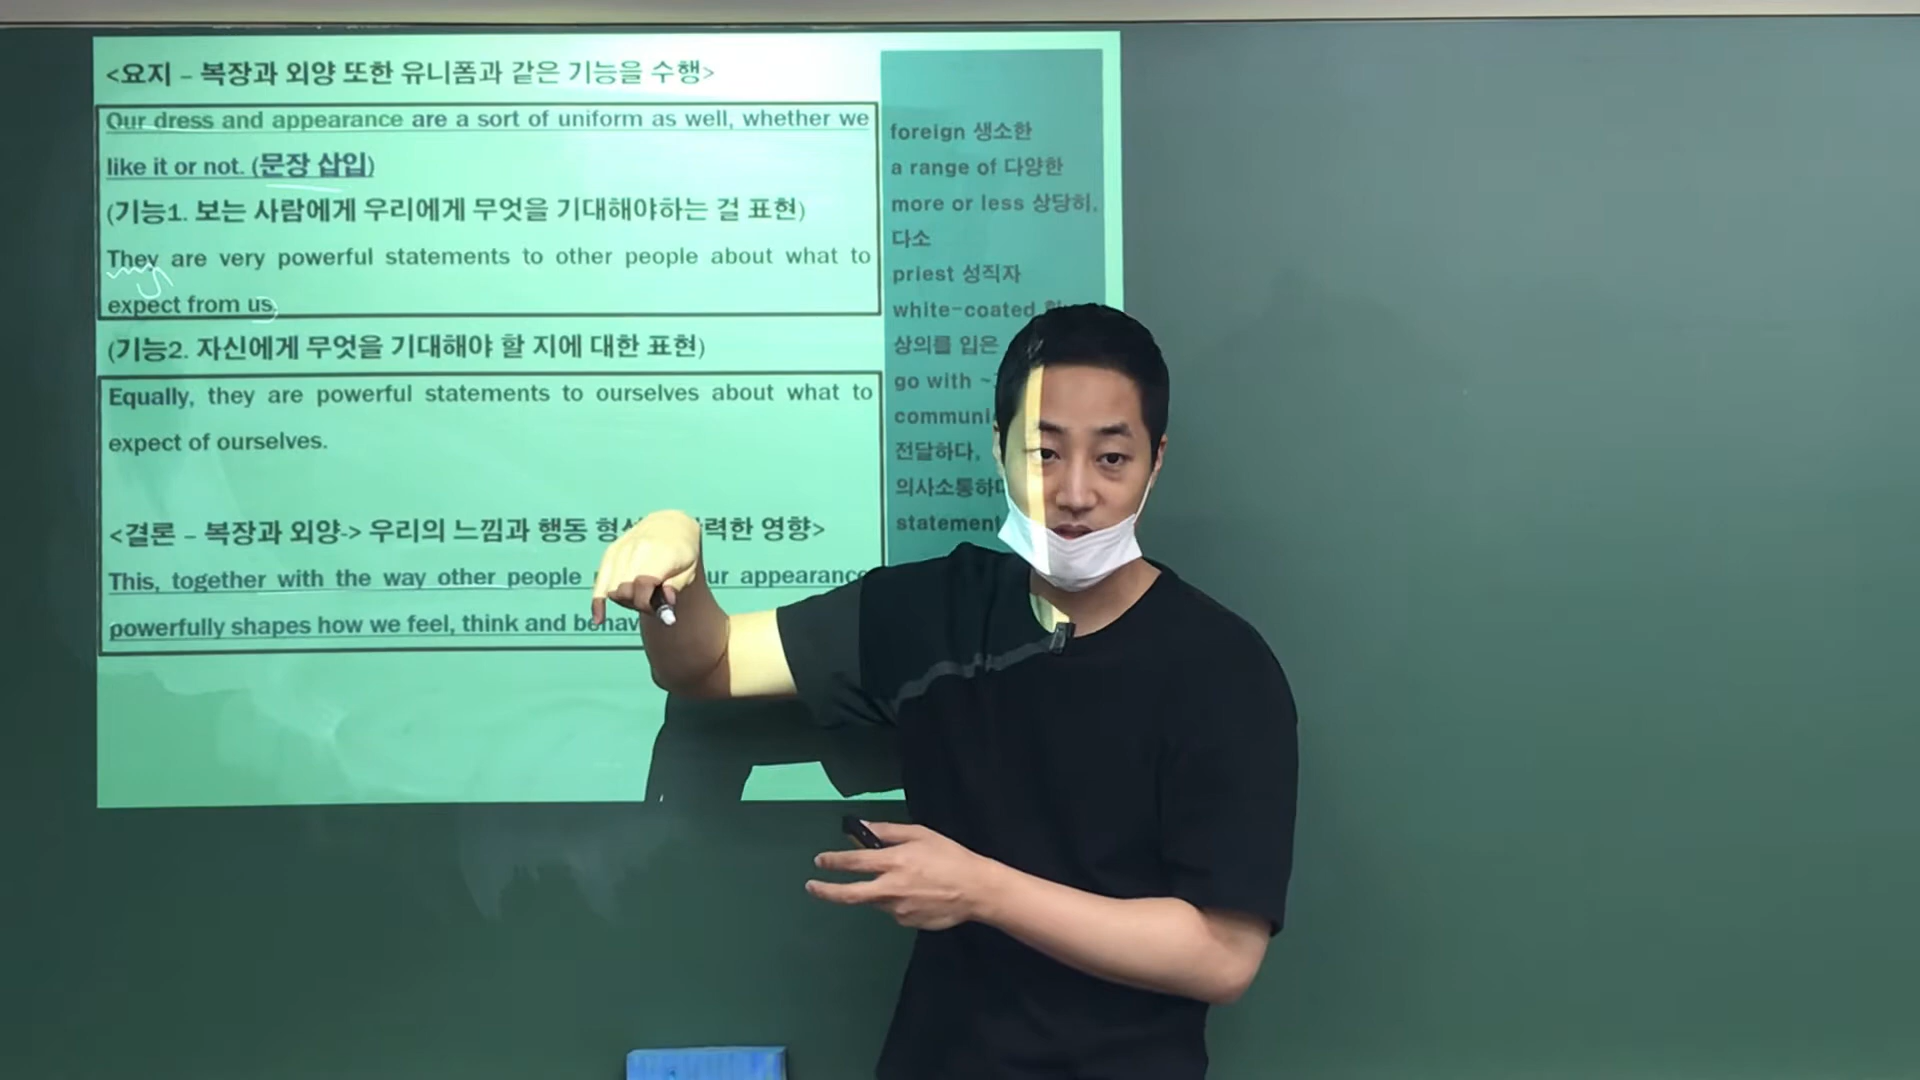 <요지 – 복장과 외양 또한 유니폼과 같은 기능을 수행>
Our dress and appearance are a sort of uniform as well, whether we
like it or not. (문장 삽입)
(기능1. 보는 사람에게 우리에게 무엇을 기대해야하는 걸 표현)
They are very powerful statements to other people about what to
expect from us.
(기능2. 자신에게 무엇을 기대해야 할 지에 대한 표현)
Equally, they are powerful statements to ourselves about what to
expect of ourselves.
<결론 – 복장과 외양-> 우리의 느낌과 행동 영향>
This, together with the way other people appearance
powerfully shapes how we feel, think and
foreign 생소한
a range of 다양한
more or less 상당히,
다소
priest 성직자
white-coated
상의를 입은
go with
전달하다,
의사소통하다
statement